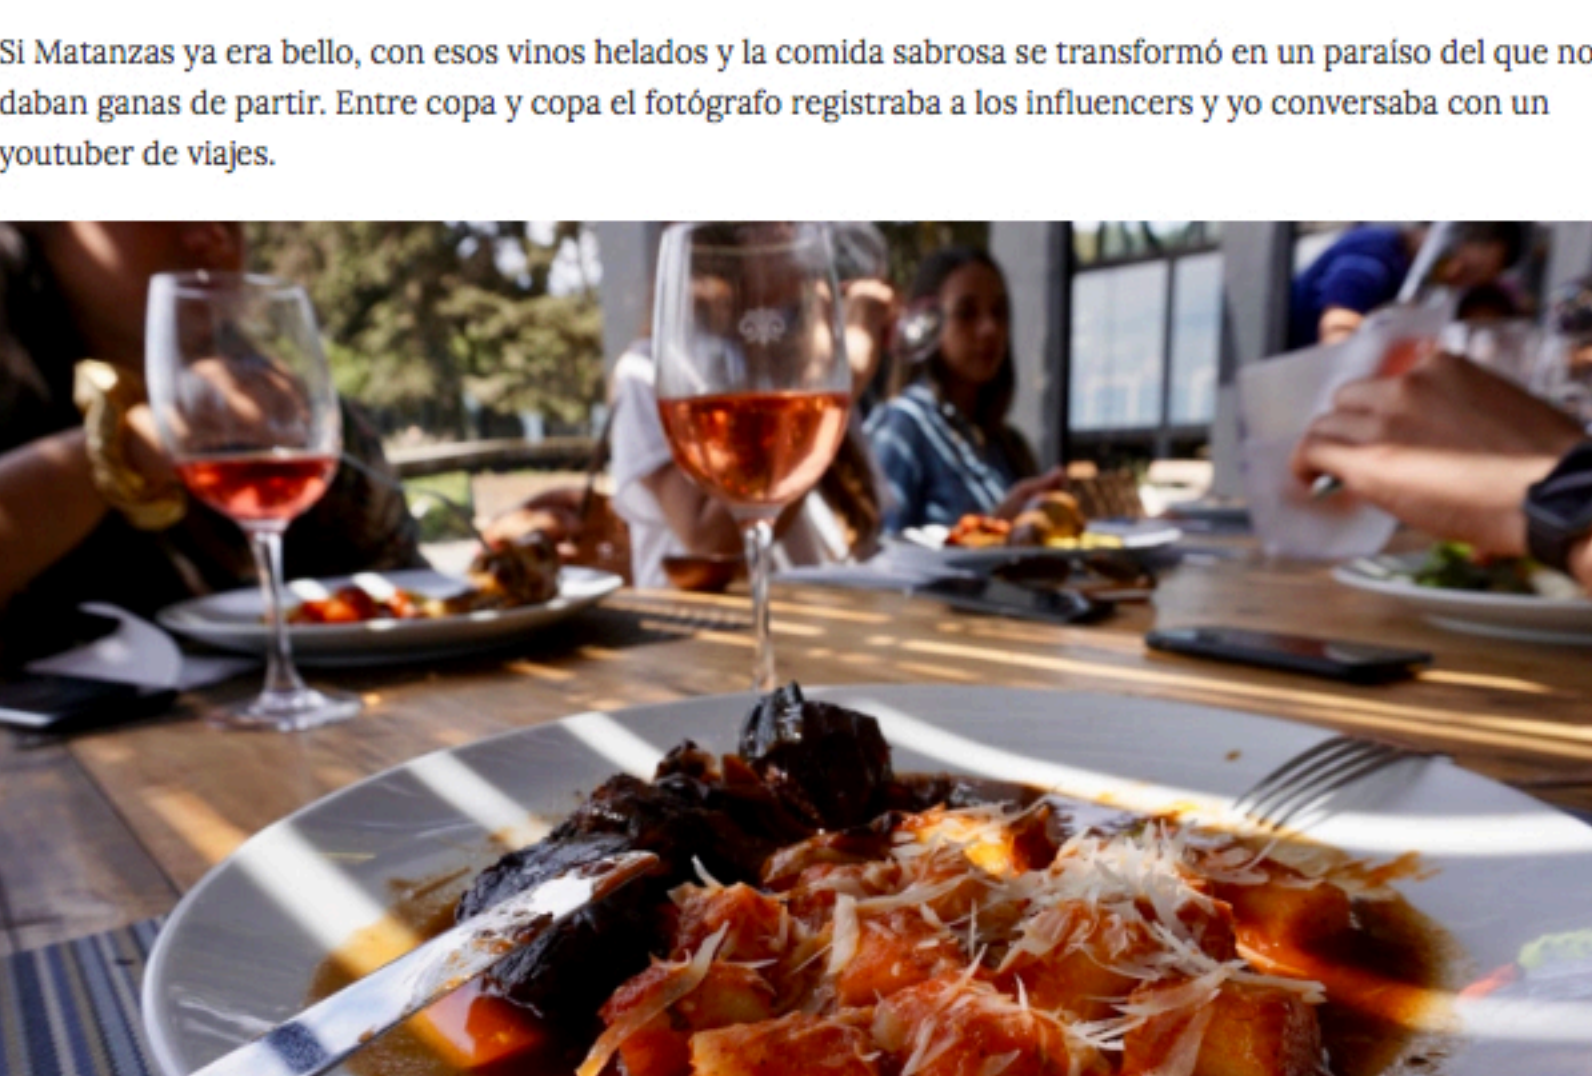 Si Matanzas ya era bello, con esos vinos helados y la comida sabrosa se transformó en un paraíso del que no
daban ganas de partir. Entre copa y copa el fotógrafo registraba a los influencers y yo conversaba con un
youtuber de viajes.